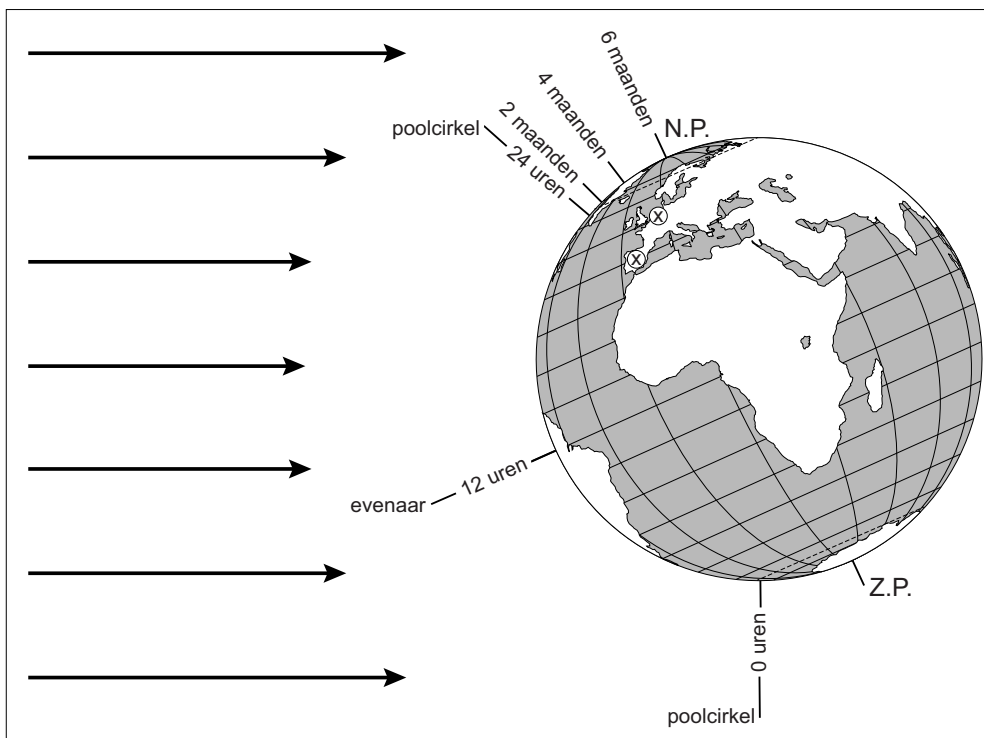 6 maanden
4 maanden
2 maanden
poolcirkel
24 uren
N.P.
X
X
12 uren
evenaar
Z.P.
0 uren
poolcirkel